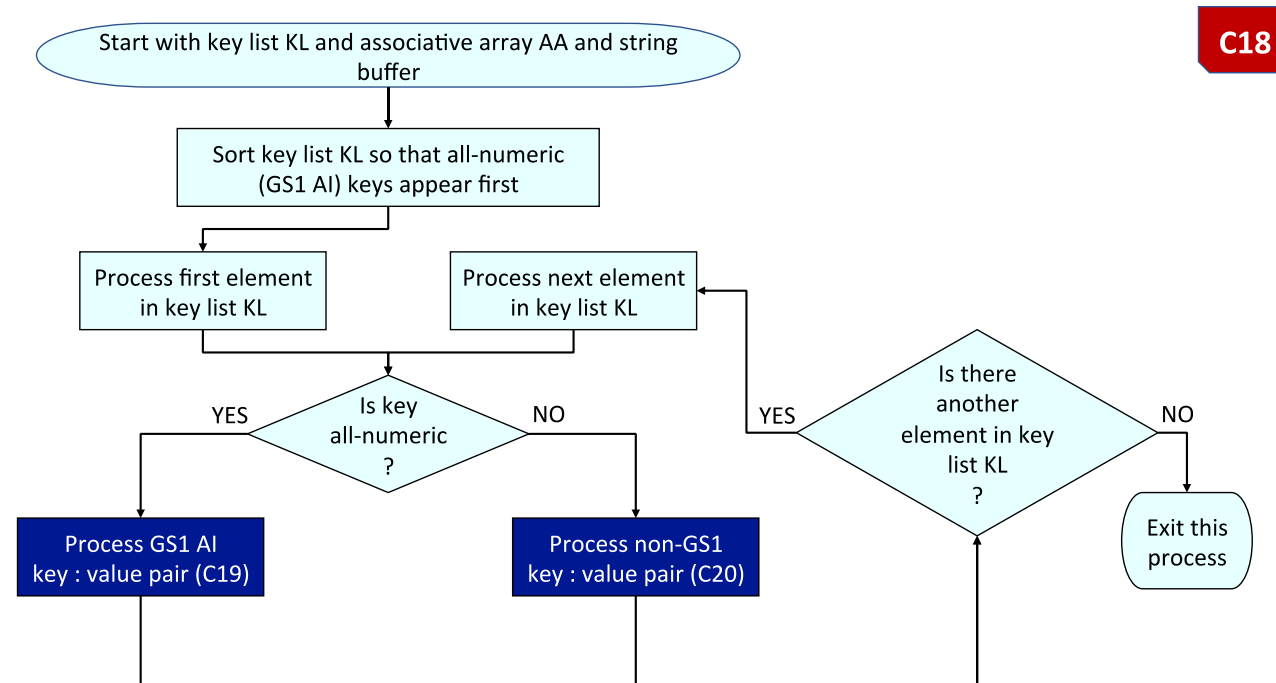 Start with key list KL and associative array AA and string
buffer
C18
Sort key list KL so that all-numeric
(GS1 AI) keys appear first
Process first element
in key list KL
Process next element
in key list KL
Is key
all-numeric
?
YES
NO
Is there
another
element in key
list KL
?
YES
NO
Process GS1 AI
key : value pair (C19)
Process non-GS1
key : value pair (C20)
Exit this
process